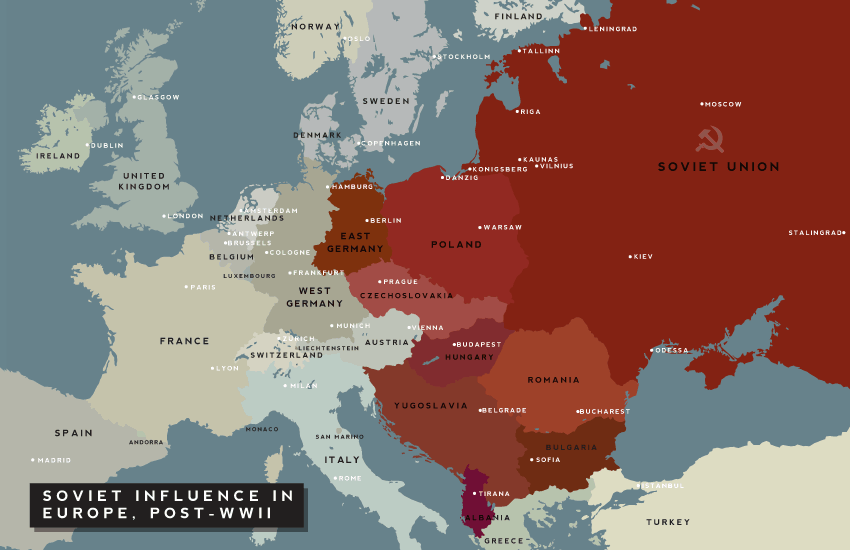 FINLAND
NORWAY
LENINGRAD
OSLO
TALLINN
STOCKHOLM
GLASGOW
SWEDEN
MOSCOW
RIGA
DENMARK
COPENHAGEN
DUBLIN
IRELAND
KAUNAS
VILNIUS
SOVIET UNION
KONIGSBERG
UNITED
KINGDOM
DANZIG
HAMBURG
AMSTERDAM
LONDON
NETHERLANDS
BERLIN
WARSAW
ANTWERP
STALINGRAD
EAST
GERMANY
BRUSSELS
POLAND
COLOGNE
BELGIUM
KIEV
LUXEMBOURG
FRANKFURT
PRAGUE
PARIS
WEST
GERMANY
CZECHOSLOVAKIA
MUNICH
VIENNA
ZURICH
FRANCE
AUSTRIA
BUDAPEST
LIECHTENSTEIN
ODESSA
SWITZERLAND
HUNGARY
LYON
ROMANIA
MILAN
YUGOSLAVIA
BELGRADE
BUCHAREST
MONACO
SPAIN
SAN MARINO
ANDORRA
BULGARIA
MADRID
ITALY
SOFIA
ROME
ISTANBUL
TIRANA
SOVIET INFLUENCE IN
EUROPE, POST-WWII
ALBANIA
TURKEY
GREECE